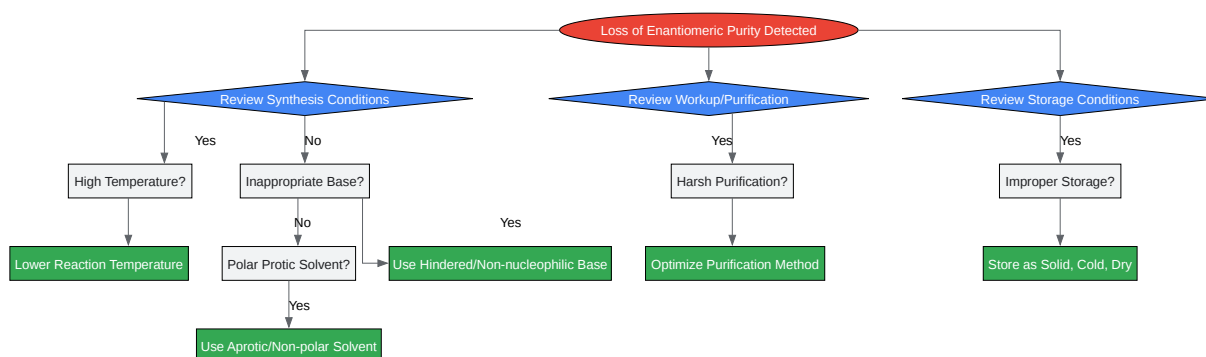 Loss of Enantiomeric Purity Detected
Review Synthesis Conditions
Review Workup/Purification
Review Storage Conditions
Yes
No
Yes
Yes
High Temperature?
Inappropriate Base?
Harsh Purification?
Improper Storage?
No
Yes
Lower Reaction Temperature
Polar Protic Solvent?
Use Hindered/Non-nucleophilic Base
Optimize Purification Method
Store as Solid, Cold, Dry
Yes
Use Aprotic/Non-polar Solvent